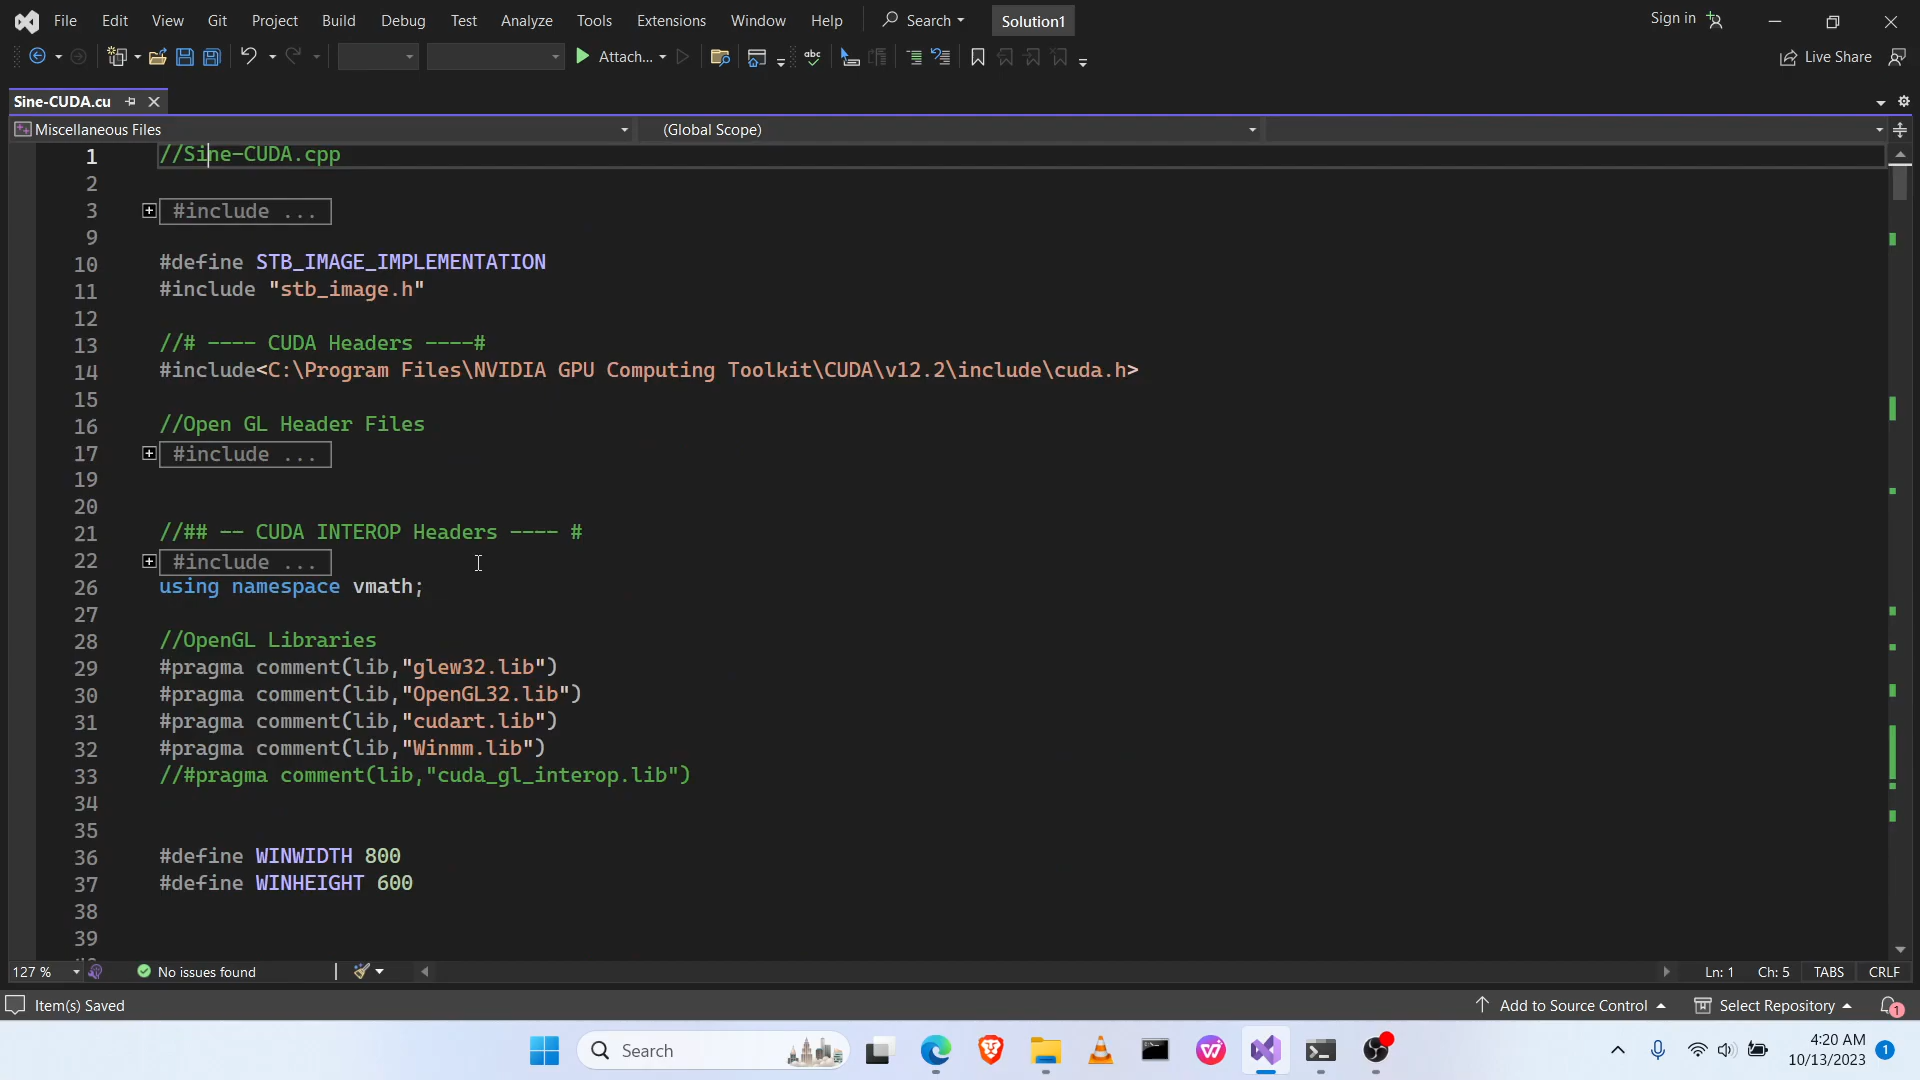 File Edit View Git Project Build Debug Test Analyze Tools Extensions Window Help Search Solution1 Sign in
Attach... abc Live Share
Sine-CUDA.cu
Miscellaneous Files (Global Scope)
1 //Sine-CUDA.cpp
2
3 #include ...
9
10 #define STB_IMAGE_IMPLEMENTATION
11 #include "stb_image.h"
12
13 //# ---- CUDA Headers ----#
14 #include<C:\Program Files\NVIDIA GPU Computing Toolkit\CUDA\v12.2\include\cuda.h>
15
16 //Open GL Header Files
17 #include ...
19
20
21 //## -- CUDA INTEROP Headers ---- #
22 #include ...
26 using namespace vmath;
27
28 //OpenGL Libraries
29 #pragma comment(lib,"glew32.lib")
30 #pragma comment(lib,"OpenGL32.lib")
31 #pragma comment(lib,"cudart.lib")
32 #pragma comment(lib,"Winmm.lib")
33 //#pragma comment(lib,"cuda_gl_interop.lib")
34
35
36 #define WINWIDTH 800
37 #define WINHEIGHT 600
38
39
127 % No issues found Ln: 1 Ch: 5 TABS CRLF
Item(s) Saved Add to Source Control Select Repository 1
Search 4:20 AM
10/13/2023 1